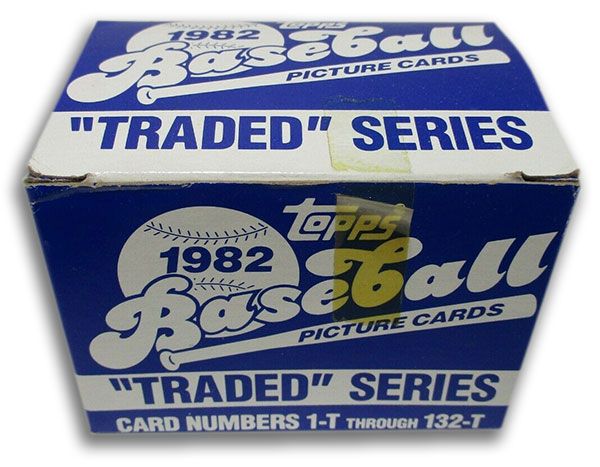 topps
1982
Baseball
PICTURE CARDS
"TRADED" SERIES
topps
1982
Baseball
PICTURE CARDS
"TRADED" SERIES
CARD NUMBERS 1-T THROUGH 132-T